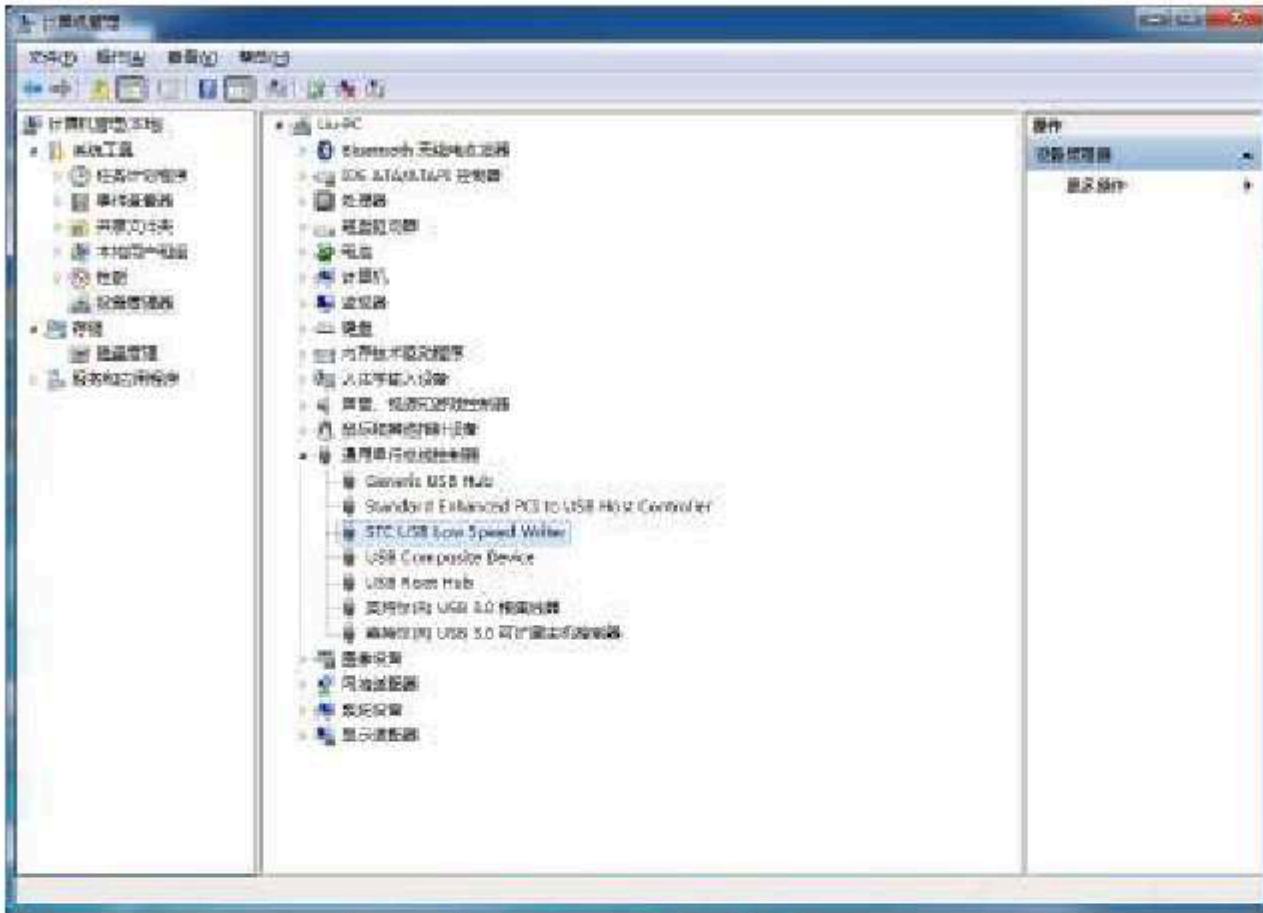 计算机管理
文件(F) 操作(A) 查看(V) 帮助(H)
计算机管理(本地)
系统工具
任务计划程序
事件查看器
共享文件夹
本地用户和组
性能
设备管理器
存储
磁盘管理
服务和应用程序
Liu-PC
Bluetooth 无线电收发器
IDE ATA/ATAPI 控制器
处理器
磁盘驱动器
电池
计算机
监视器
键盘
内存技术驱动程序
人体学输入设备
声音、视频和游戏控制器
鼠标和其他指针设备
通用串行总线控制器
Generic USB Hub
Standard Enhanced PCI to USB Host Controller
STC USB Low Speed Writer
USB Composite Device
USB Root Hub
英特尔(R) USB 3.0 根集线器
英特尔(R) USB 3.0 可扩展主机控制器
图像设备
网络适配器
系统设备
显示适配器
操作
设备管理器
更多操作